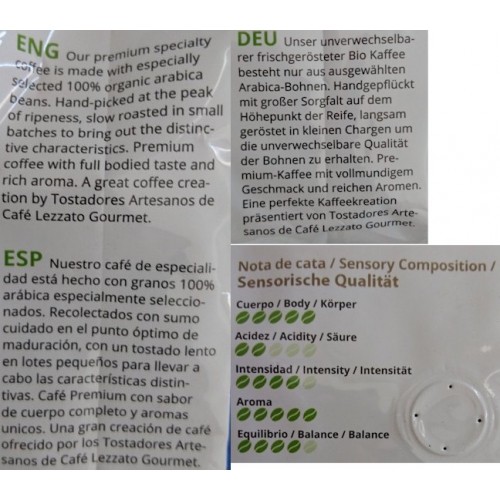 ENG Our premium specialty
coffee is made with especially
selected 100% organic arabica
beans. Hand-picked at the peak
of ripeness, slow roasted in small
batches to bring out the distinc-
tive characteristics. Premium
coffee with full bodied taste and
rich aroma. A great coffee crea-
tion by Tostadores Artesanos de
Café Lezzato Gourmet.
ESP Nuestro café de especiali-
dad está hecho con granos 100%
arábica especialmente seleccio-
nados. Recolectados con sumo
cuidado en el punto óptimo de
maduración, con un tostado lento
en lotes pequeños para llevar a
cabo las características distin-
tivas. Café Premium con sabor
de cuerpo completo y aromas
unicos. Una gran creación de café
ofrecido por los Tostadores Arte-
sanos de Café Lezzato Gourmet.
DEU Unser unverwechselba-
rer frischgerösteter Bio Kaffee
besteht nur aus ausgewählten
Arabica-Bohnen. Handgepflückt
mit großer Sorgfalt auf dem
Höhepunkt der Reife, langsam
geröstet in kleinen Chargen um
die unverwechselbare Qualität
der Bohnen zu erhalten. Pre-
mium-Kaffee mit vollmundigem
Geschmack und reichen Aromen.
Eine perfekte Kaffeekreation
präsentiert von Tostadores Arte-
sanos de Café Lezzato Gourmet.
Nota de cata / Sensory Composition /
Sensorische Qualität
Cuerpo / Body / Körper
Acidez / Acidity / Säure
Intensidad / Intensity / Intensität
Aroma
Equilibrio / Balance / Balance